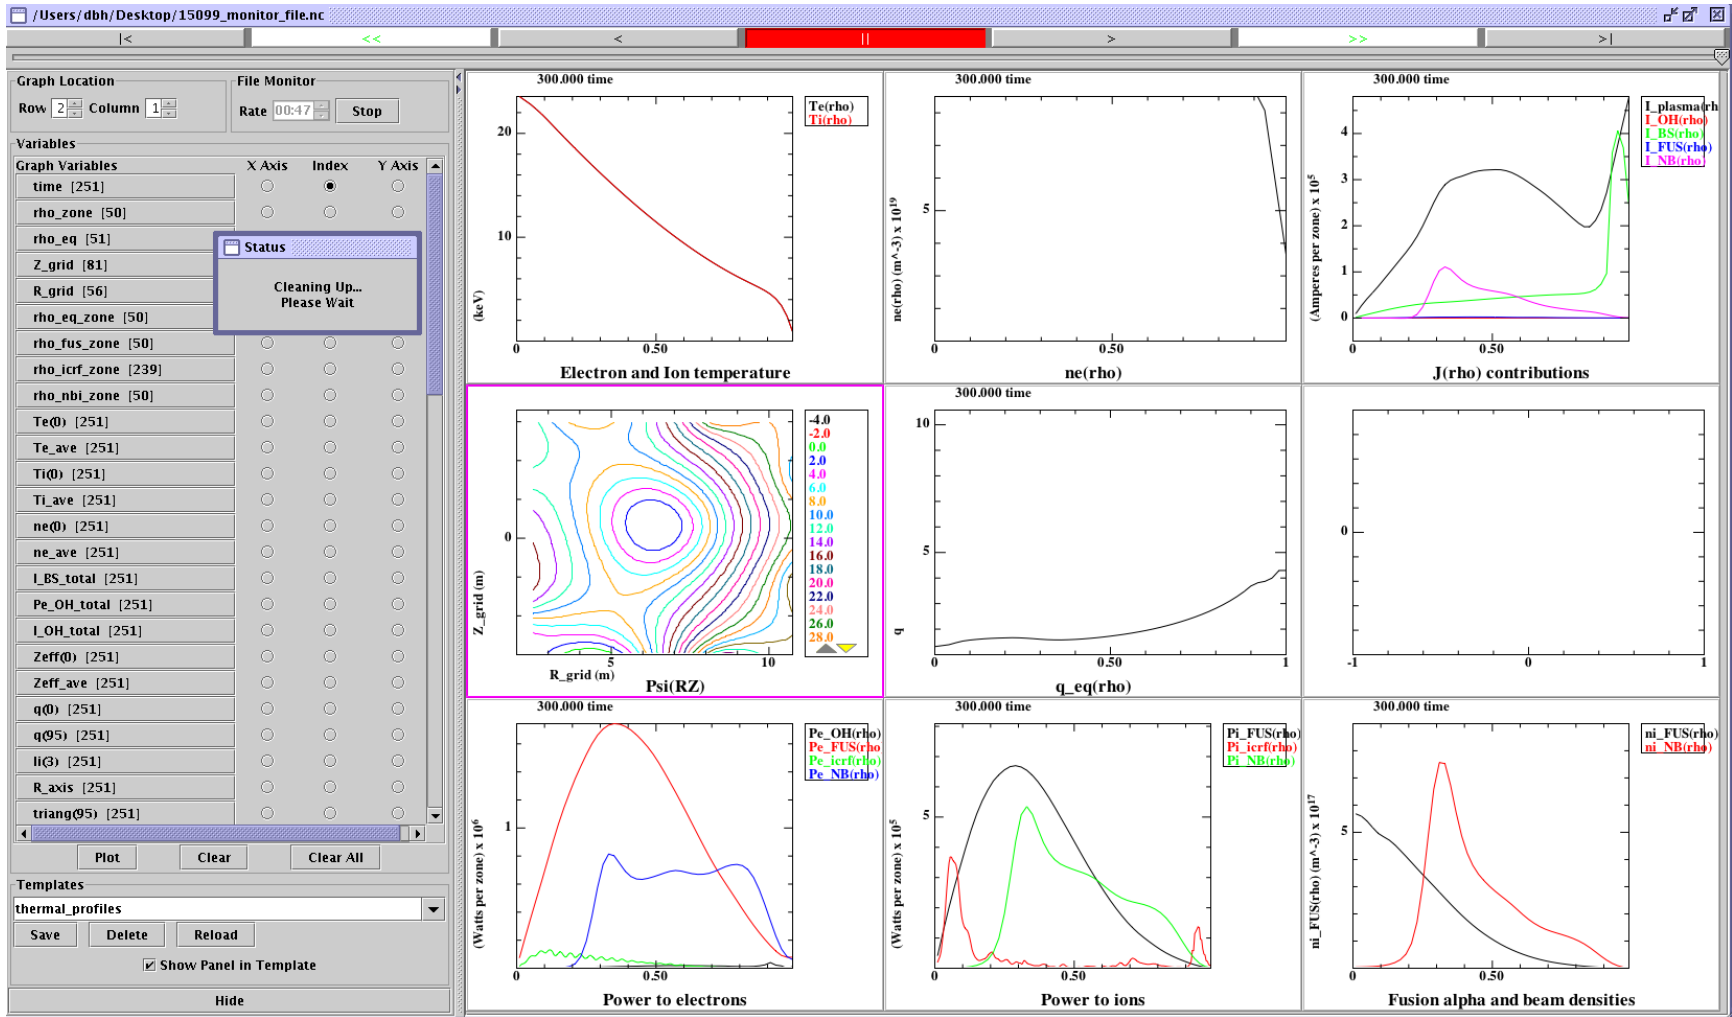 /Users/dbh/Desktop/15099_monitor_file.nc
|< << < || > >> >|
Graph Location
Row 2 Column 1
File Monitor
Rate 00:47 Stop
Variables
Graph Variables X Axis Index Y Axis
time [251]
rho_zone [50]
rho_eq [51]
Z_grid [81]
R_grid [56]
rho_eq_zone [50]
rho_fus_zone [50]
rho_icrf_zone [239]
rho_nbi_zone [50]
Te(0) [251]
Te_ave [251]
Ti(0) [251]
Ti_ave [251]
ne(0) [251]
ne_ave [251]
I_BS_total [251]
Pe_OH_total [251]
I_OH_total [251]
Zeff(0) [251]
Zeff_ave [251]
q(0) [251]
q(95) [251]
li(3) [251]
R_axis [251]
triang(95) [251]
Plot Clear Clear All
Templates
thermal_profiles
Save Delete Reload
Show Panel in Template
Hide
Status
Cleaning Up...
Please Wait
300.000 time
Te(rho)
Ti(rho)
20
10
(keV)
0 0.50
Electron and Ion temperature
300.000 time
5
ne(rho) (m^-3) x 10^19
0 0.50 1
ne(rho)
300.000 time
I_plasma(rh
I_OH(rho)
I_BS(rho)
I_FUS(rho)
I_NB(rho)
4
3
2
1
0
(Amperes per zone) x 10^5
0 0.50
J(rho) contributions
-4.0
-2.0
0.0
2.0
4.0
6.0
8.0
10.0
12.0
14.0
16.0
18.0
20.0
22.0
24.0
26.0
28.0
0
Z_grid (m)
5 10
R_grid (m)
Psi(RZ)
300.000 time
10
5
q
0 0.50 1
q_eq(rho)
0
-1 0 1
300.000 time
Pe_OH(rho)
Pe_FUS(rho
Pe_icrf(rho)
Pe_NB(rho)
1
(Watts per zone) x 10^6
0 0.50
Power to electrons
300.000 time
Pi_FUS(rho)
Pi_icrf(rho)
Pi_NB(rho)
5
(Watts per zone) x 10^5
0 0.50
Power to ions
300.000 time
ni_FUS(rho)
ni_NB(rho)
5
ni_FUS(rho) (m^-3) x 10^17
0 0.50
Fusion alpha and beam densities